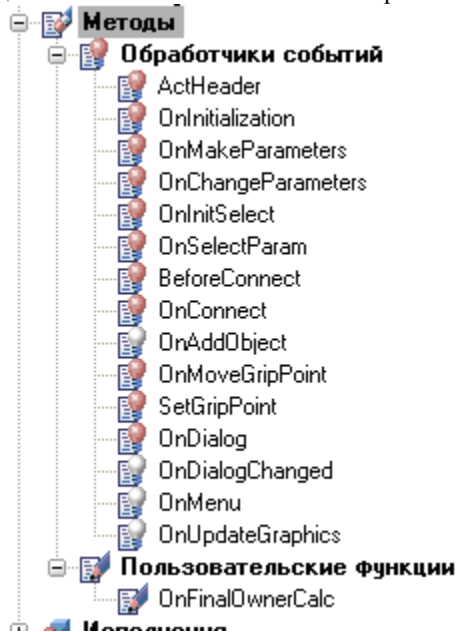 Методы
Обработчики событий
ActHeader
OnInitialization
OnMakeParameters
OnChangeParameters
OnInitSelect
OnSelectParam
BeforeConnect
OnConnect
OnAddObject
OnMoveGripPoint
SetGripPoint
OnDialog
OnDialogChanged
OnMenu
OnUpdateGraphics
Пользовательские функции
OnFinalOwnerCalc
Исполнения